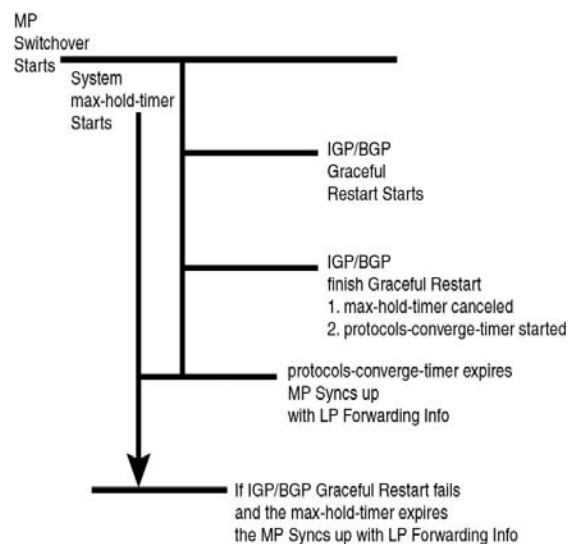 MP
Switchover
Starts
System
max-hold-timer
Starts
IGP/BGP
Graceful
Restart Starts
IGP/BGP
finish Graceful Restart
1. max-hold-timer canceled
2. protocols-converge-timer started
protocols-converge-timer expires
MP Syncs up
with LP Forwarding Info
If IGP/BGP Graceful Restart fails
and the max-hold-timer expires
the MP Syncs up with LP Forwarding Info